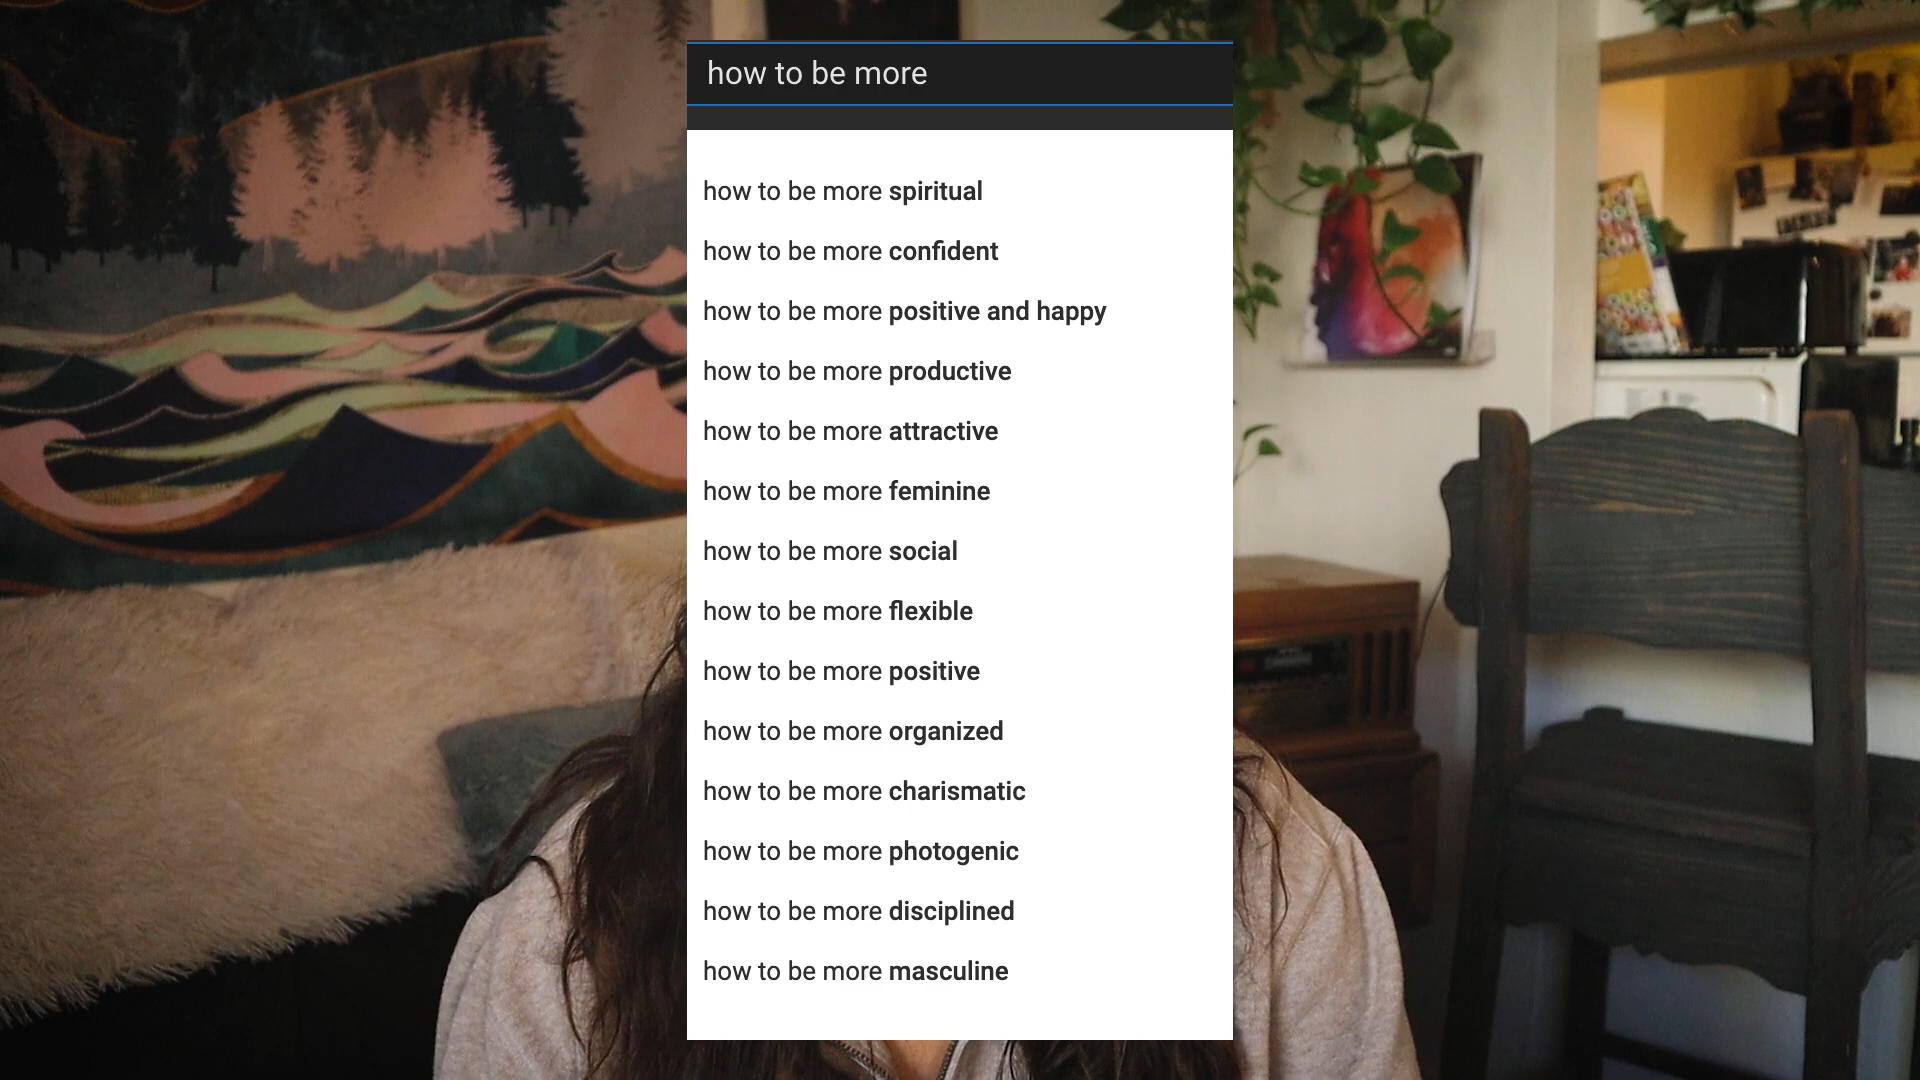 how to be more
how to be more spiritual
how to be more confident
how to be more positive and happy
how to be more productive
how to be more attractive
how to be more feminine
how to be more social
how to be more flexible
how to be more positive
how to be more organized
how to be more charismatic
how to be more photogenic
how to be more disciplined
how to be more masculine